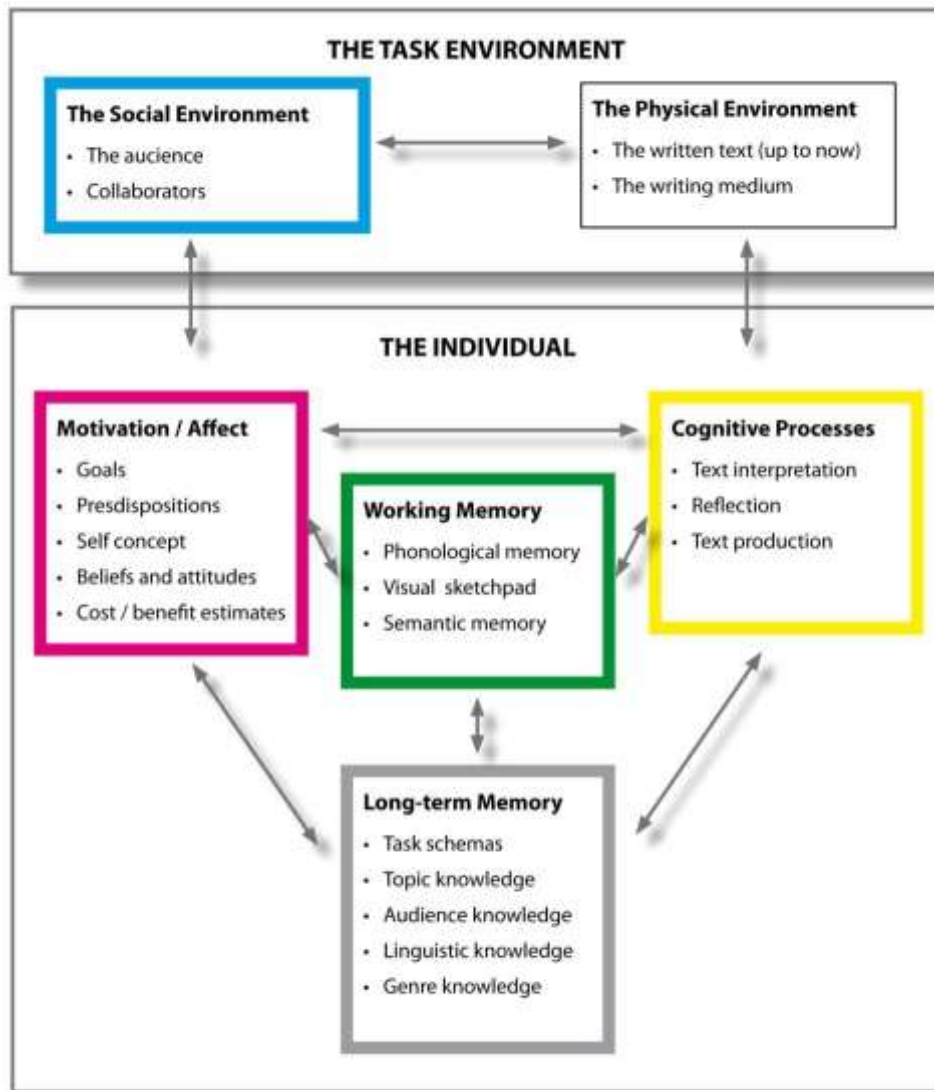 THE TASK ENVIRONMENT
The Social Environment
• The aucience
• Collaborators
The Physical Environment
• The written text (up to now)
• The writing medium
THE INDIVIDUAL
Motivation / Affect
• Goals
• Presdispositions
• Self concept
• Beliefs and attitudes
• Cost / benefit estimates
Working Memory
• Phonological memory
• Visual sketchpad
• Semantic memory
Cognitive Processes
• Text interpretation
• Reflection
• Text production
Long-term Memory
• Task schemas
• Topic knowledge
• Audience knowledge
• Linguistic knowledge
• Genre knowledge